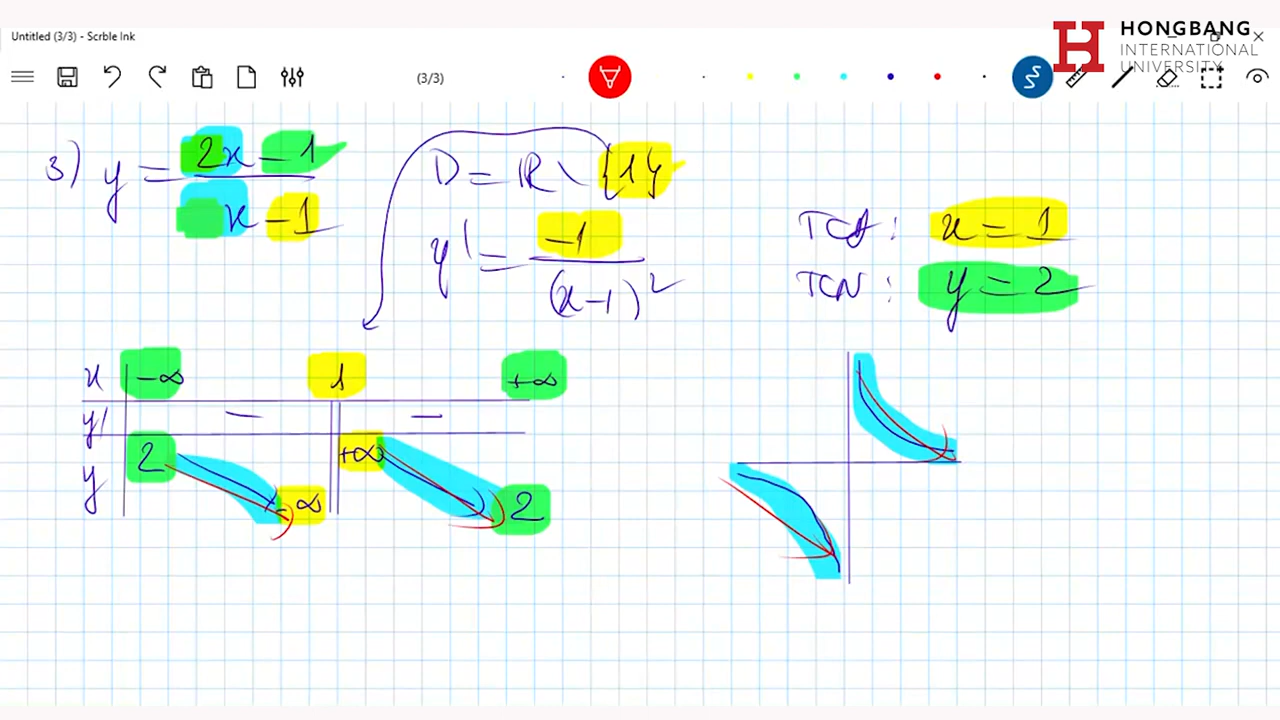 Untitled (3/3) - Scrble Ink
HONGBANG
INTERNATIONAL
UNIVERSITY
(3/3)
3) y = (2x - 1)/(x - 1)
D = ℝ \ {1}
y' = -1/(x-1)²
TCĐ : x = 1
TCN : y = 2
x -∞ 1 +∞
y' - || -
y 2 -∞ || +∞ 2